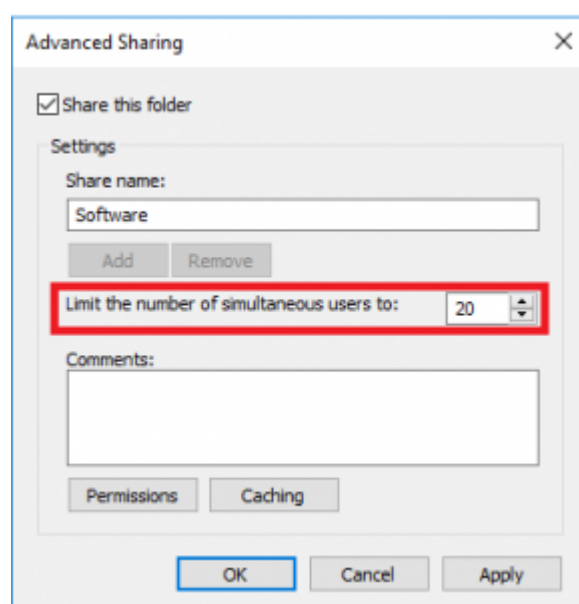 Advanced Sharing
Share this folder
Settings
Share name:
Software
Add Remove
Limit the number of simultaneous users to: 20
Comments:
Permissions Caching
OK Cancel Apply